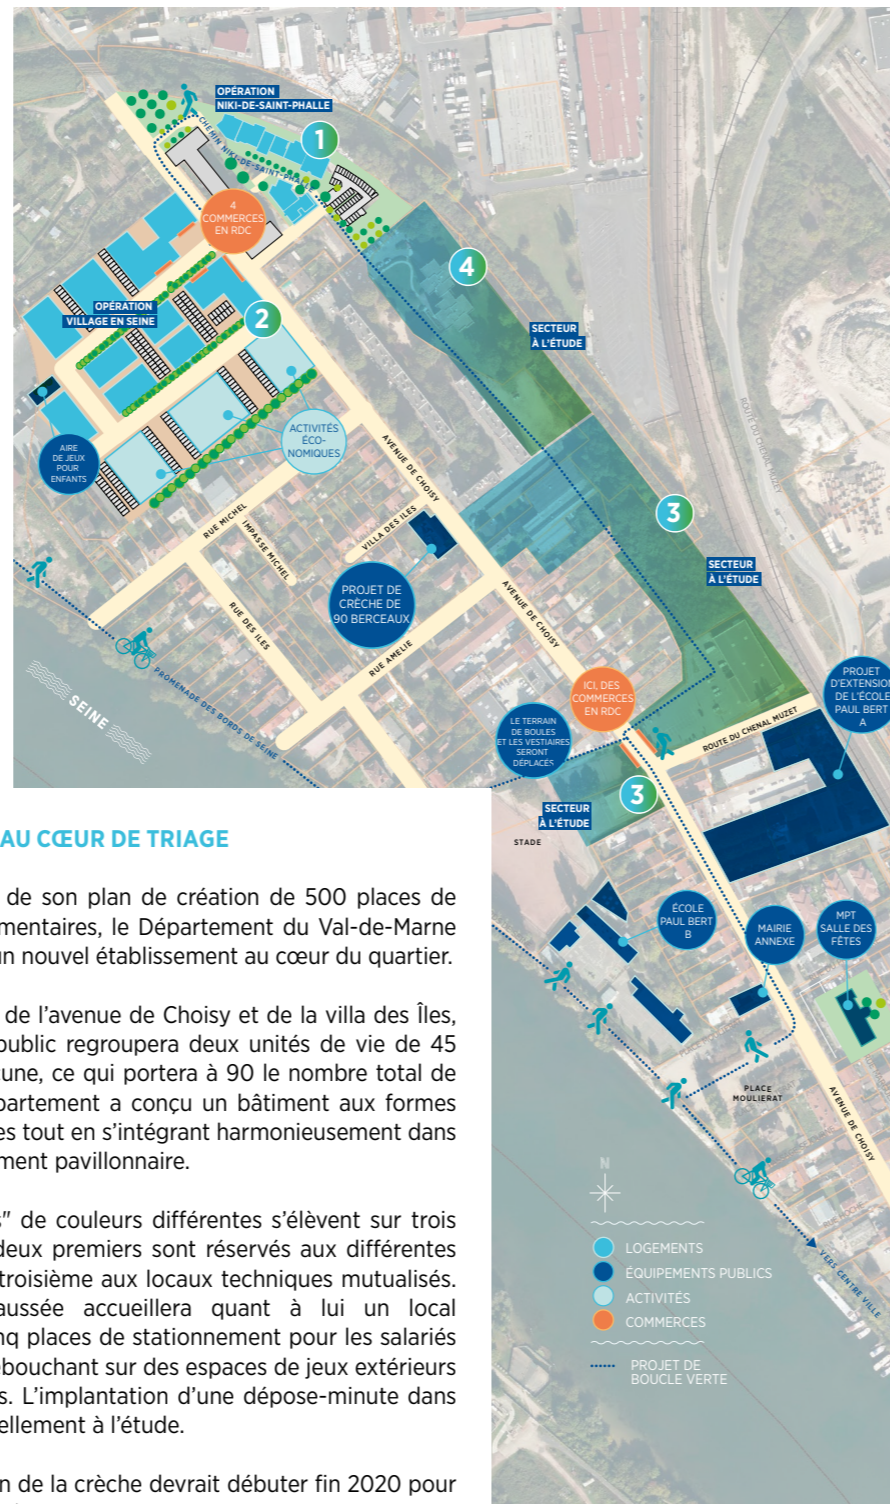 OPÉRATION
NIKI-DE-SAINT-PHALLE
1
CHEMIN NIKI-DE-SAINT-PHALLE
4
COMMERCES
EN RDC
4
OPÉRATION
VILLAGE EN SEINE
2
SECTEUR
À L'ÉTUDE
ROUTE DU CHENAL MUZET
ACTIVITÉS
ÉCO-
NOMIQUES
AIRE
DE JEUX
POUR
ENFANTS
AVENUE DE CHOISY
3
RUE MICHEL
IMPASSE MICHEL
VILLA DES ILES
SECTEUR
À L'ÉTUDE
PROJET DE
CRÈCHE DE
90 BERCEAUX
AVENUE DE CHOISY
RUE DES ILES
RUE AMELIE
PROMENADE DES BORDS DE SEINE
SEINE
PROJET
D'EXTENSION
DE L'ÉCOLE
PAUL BERT
A
ICI, DES
COMMERCES
EN RDC
LE TERRAIN
DE BOULES
ET LES VESTIAIRES
SERONT
DÉPLACÉS
ROUTE DU CHENAL MUZET
3
SECTEUR
À L'ÉTUDE
STADE
ÉCOLE
PAUL BERT
B
MAIRIE
ANNEXE
MPT
SALLE DES
FÊTES
PLACE
MOULIERAT
AVENUE DE CHOISY
VERS CENTRE VILLE
N
LOGEMENTS
ÉQUIPEMENTS PUBLICS
ACTIVITÉS
COMMERCES
PROJET DE
BOUCLE VERTE
AU CŒUR DE TRIAGE
de son plan de création de 500 places de
mentaires, le Département du Val-de-Marne
un nouvel établissement au cœur du quartier.
de l'avenue de Choisy et de la villa des Îles,
public regroupera deux unités de vie de 45
cune, ce qui portera à 90 le nombre total de
partement a conçu un bâtiment aux formes
es tout en s'intégrant harmonieusement dans
ment pavillonnaire.
s" de couleurs différentes s'élèvent sur trois
deux premiers sont réservés aux différentes
troisième aux locaux techniques mutualisés.
aussée accueillera quant à lui un local
nq places de stationnement pour les salariés
ébouchant sur des espaces de jeux extérieurs
s. L'implantation d'une dépose-minute dans
ellement à l'étude.
n de la crèche devrait débuter fin 2020 pour